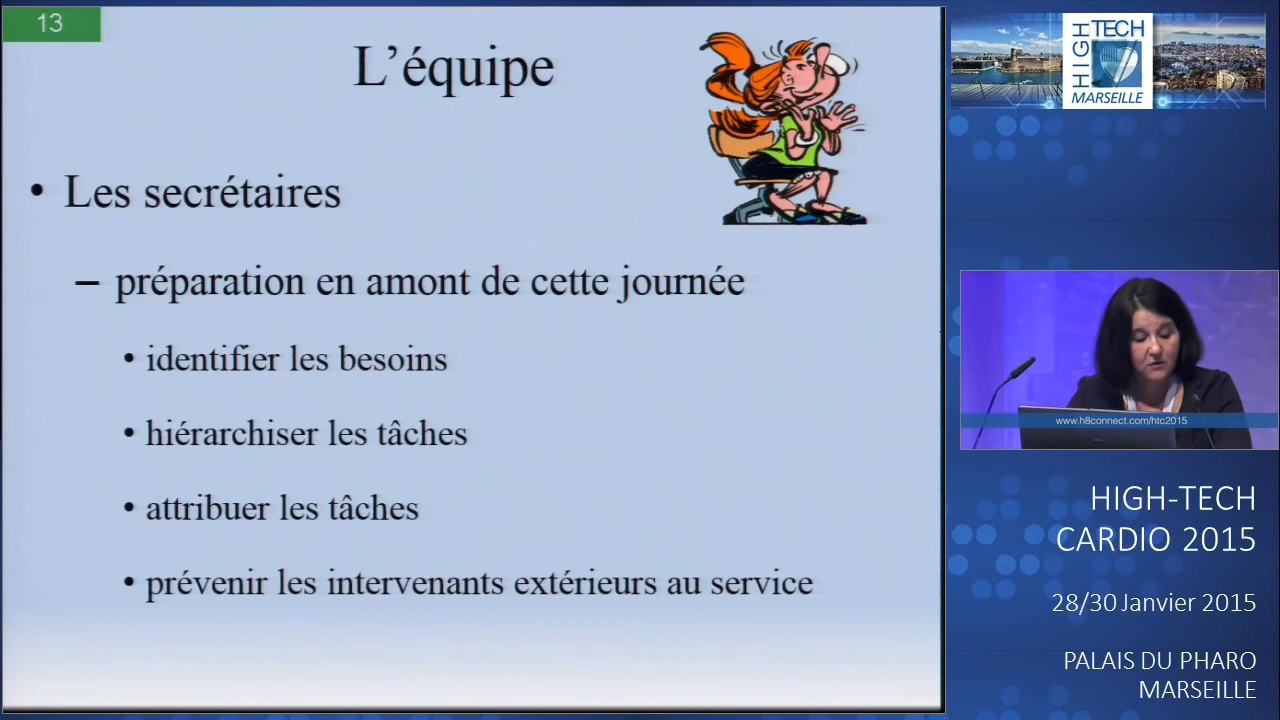 13
L'équipe
• Les secrétaires
– préparation en amont de cette journée
• identifier les besoins
• hiérarchiser les tâches
• attribuer les tâches
• prévenir les intervenants extérieurs au service
HIGH
TECH
MARSEILLE
www.h8connect.com/htc2015
HIGH-TECH
CARDIO 2015
28/30 Janvier 2015
PALAIS DU PHARO
MARSEILLE